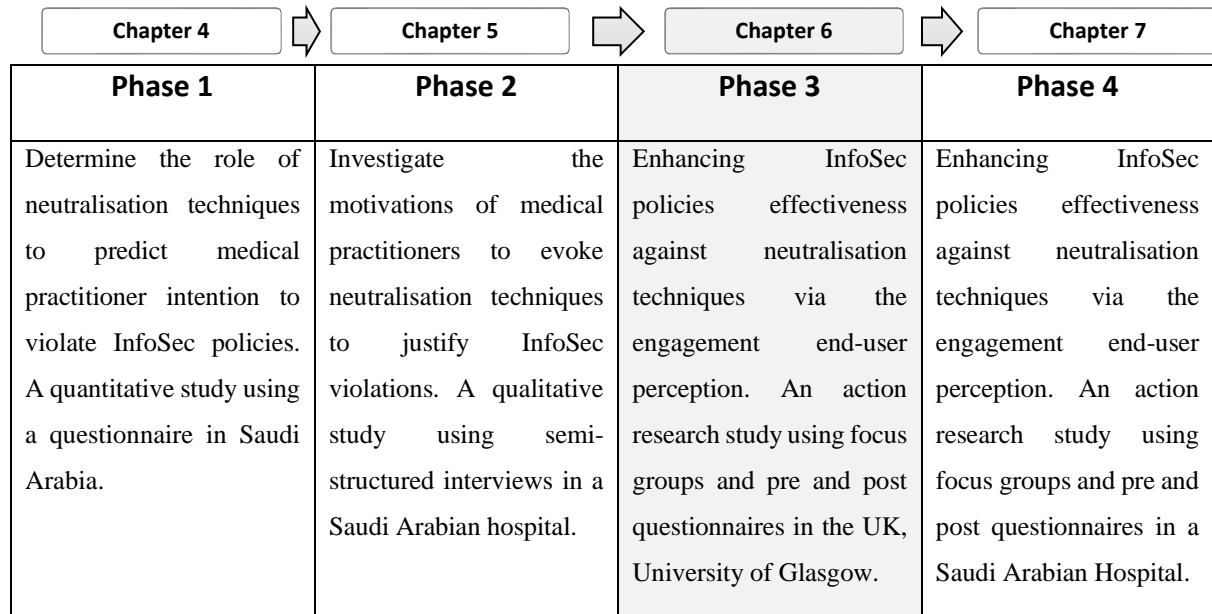 Chapter 4
Chapter 5
Chapter 6
Chapter 7
Phase 1
Phase 2
Phase 3
Phase 4
Determine the role of
neutralisation techniques
to predict medical
practitioner intention to
violate InfoSec policies.
A quantitative study using
a questionnaire in Saudi
Arabia.
Investigate the
motivations of medical
practitioners to evoke
neutralisation techniques
to justify InfoSec
violations. A qualitative
study using semi-
structured interviews in a
Saudi Arabian hospital.
Enhancing InfoSec
policies effectiveness
against neutralisation
techniques via the
engagement end-user
perception. An action
research study using focus
groups and pre and post
questionnaires in the UK,
University of Glasgow.
Enhancing InfoSec
policies effectiveness
against neutralisation
techniques via the
engagement end-user
perception. An action
research study using
focus groups and pre and
post questionnaires in a
Saudi Arabian Hospital.